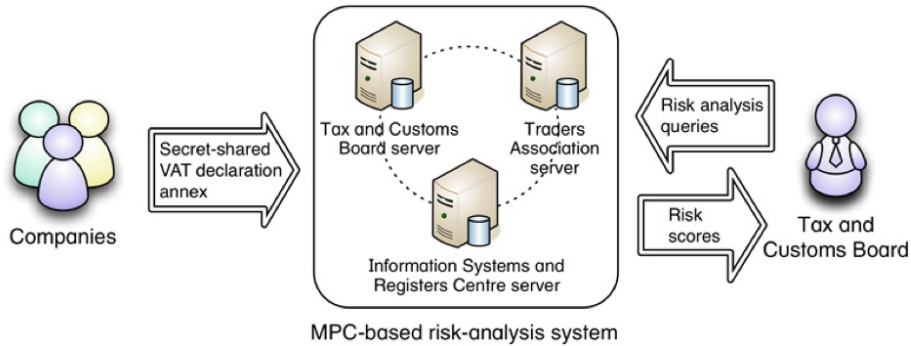 Companies
Secret-shared
VAT declaration
annex
Tax and Customs
Board server
Traders
Association
server
Information Systems and
Registers Centre server
MPC-based risk-analysis system
Risk analysis
queries
Risk
scores
Tax and
Customs Board